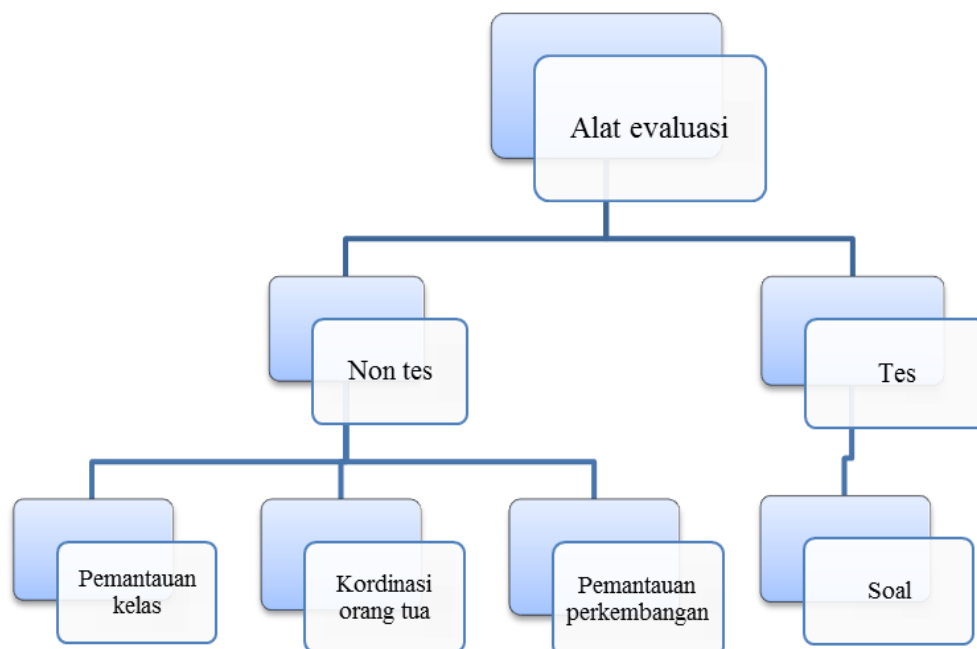 Alat evaluasi
Non tes
Tes
Pemantauan
kelas
Kordinasi
orang tua
Pemantauan
perkembangan
Soal